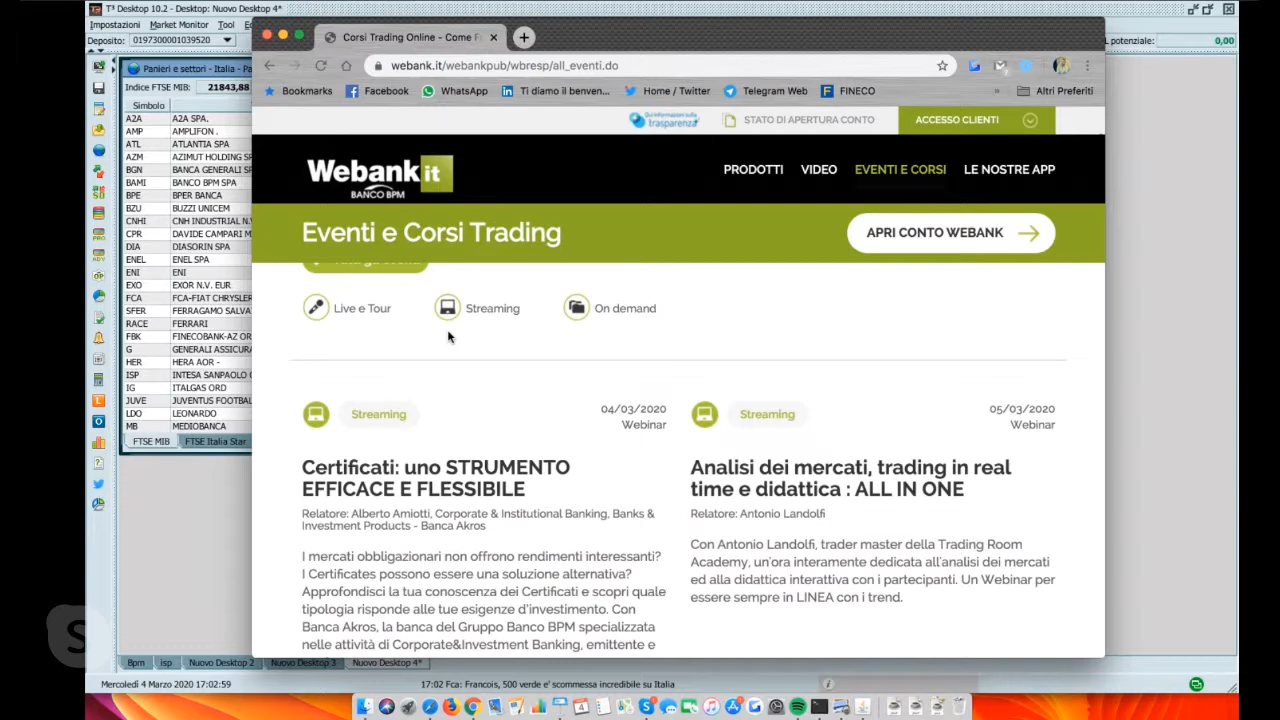 T³ Desktop 10.2 - Desktop: Nuovo Desktop 4*
Impostazioni Market Monitor Tool
Deposito: 0197300001039520
L potenziale: 0,00
Panieri e settori - Italia - Pa
Indice FTSE MIB: 21843,88
Simbolo
A2A A2A SPA.
AMP AMPLIFON .
ATL ATLANTIA SPA
AZM AZIMUT HOLDING SP
BGN BANCA GENERALI S
BAMI BANCO BPM SPA
BPE BPER BANCA
BZU BUZZI UNICEM
CNHI CNH INDUSTRIAL N.V
CPR DAVIDE CAMPARI M
DIA DIASORIN SPA
ENEL ENEL SPA
ENI ENI
EXO EXOR N.V. EUR
FCA FCA-FIAT CHRYSLER
SFER FERRAGAMO SALVA
RACE FERRARI
FBK FINECOBANK-AZ OR
G GENERALI ASSICURA
HER HERA AOR -
ISP INTESA SANPAOLO
IG ITALGAS ORD
JUVE JUVENTUS FOOTBAL
LDO LEONARDO
MB MEDIOBANCA
FTSE MIB FTSE Italia Star
Corsi Trading Online - Come F
webank.it/webankpub/wbresp/all_eventi.do
Bookmarks Facebook WhatsApp Ti diamo il benven... Home / Twitter Telegram Web FINECO » Altri Preferiti
Qui informazioni sulla trasparenza STATO DI APERTURA CONTO ACCESSO CLIENTI
Webank it
BANCO BPM
PRODOTTI VIDEO EVENTI E CORSI LE NOSTRE APP
Eventi e Corsi Trading
APRI CONTO WEBANK
Live e Tour Streaming On demand
Streaming
04/03/2020
Webinar
Certificati: uno STRUMENTO
EFFICACE E FLESSIBILE
Relatore: Alberto Amiotti, Corporate & Institutional Banking, Banks &
Investment Products - Banca Akros
I mercati obbligazionari non offrono rendimenti interessanti?
I Certificates possono essere una soluzione alternativa?
Approfondisci la tua conoscenza dei Certificati e scopri quale
tipologia risponde alle tue esigenze d'investimento. Con
Banca Akros, la banca del Gruppo Banco BPM specializzata
nelle attività di Corporate&Investment Banking, emittente e
Streaming
05/03/2020
Webinar
Analisi dei mercati, trading in real
time e didattica : ALL IN ONE
Relatore: Antonio Landolfi
Con Antonio Landolfi, trader master della Trading Room
Academy, un'ora interamente dedicata all'analisi dei mercati
ed alla didattica interattiva con i partecipanti. Un Webinar per
essere sempre in LINEA con i trend.
Bpm isp Nuovo Desktop 2 Nuovo Desktop 3 Nuovo Desktop 4*
Mercoledì 4 Marzo 2020 17:02:59
17:02 Fca: Francois, 500 verde e' scommessa incredibile su Italia